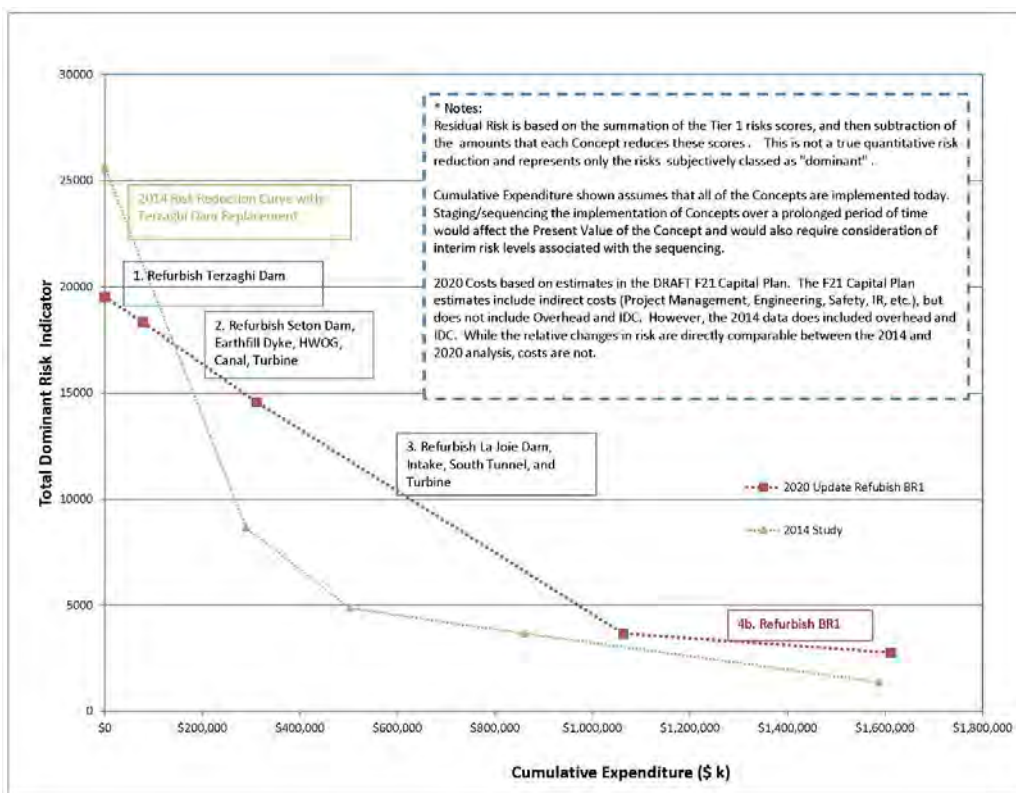 30000
25000
20000
15000
10000
5000
0
Total Dominant Risk Indicator
* Notes:
Residual Risk is based on the summation of the Tier 1 risks scores, and then subtraction of
the amounts that each Concept reduces these scores . This is not a true quantitative risk
reduction and represents only the risks subjectively classed as "dominant" .
Cumulative Expenditure shown assumes that all of the Concepts are implemented today.
Staging/sequencing the implementation of Concepts over a prolonged period of time
would affect the Present Value of the Concept and would also require consideration of
interim risk levels associated with the sequencing.
2020 Costs based on estimates in the DRAFT F21 Capital Plan. The F21 Capital Plan
estimates include indirect costs (Project Management, Engineering, Safety, IR, etc.), but
does not include Overhead and IDC. However, the 2014 data does included overhead and
IDC. While the relative changes in risk are directly comparable between the 2014 and
2020 analysis, costs are not.
2014 Risk Reduction Curve with
Terzaghi Dam Replacement
1. Refurbish Terzaghi Dam
2. Refurbish Seton Dam,
Earthfill Dyke, HWOG,
Canal, Turbine
3. Refurbish La Joie Dam,
Intake, South Tunnel, and
Turbine
2020 Update Refubish BR1
2014 Study
4b. Refurbish BR1
$0
$200,000
$400,000
$600,000
$800,000
$1,000,000
$1,200,000
$1,400,000
$1,600,000
$1,800,000
Cumulative Expenditure ($ k)